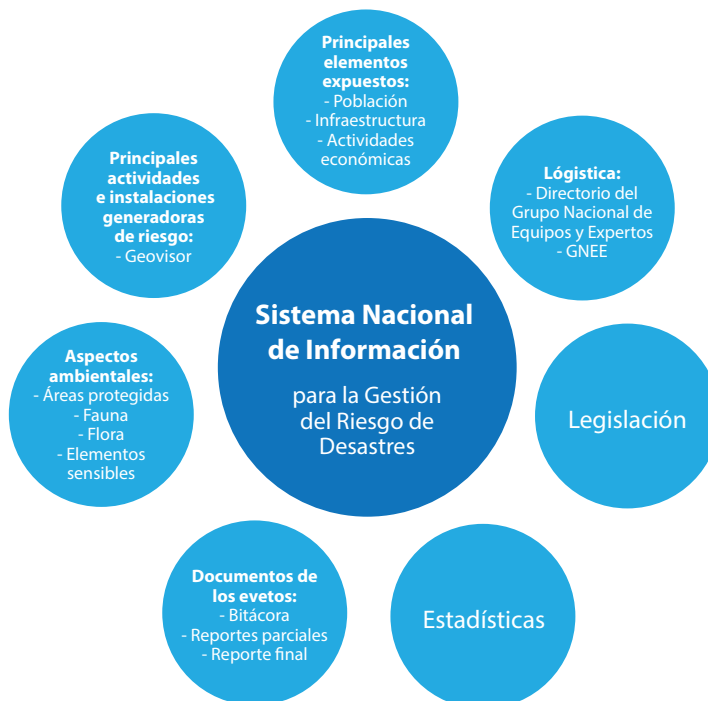 Principales
elementos
expuestos:
- Población
- Infraestructura
- Actividades
económicas
Principales
actividades
e instalaciones
generadoras
de riesgo:
- Geovisor
Lógistica:
- Directorio del
Grupo Nacional de
Equipos y Expertos
- GNEE
Sistema Nacional
de Información
para la Gestión
del Riesgo de
Desastres
Aspectos
ambientales:
- Áreas protegidas
- Fauna
- Flora
- Elementos
sensibles
Legislación
Documentos de
los evetos:
- Bitácora
- Reportes parciales
- Reporte final
Estadísticas